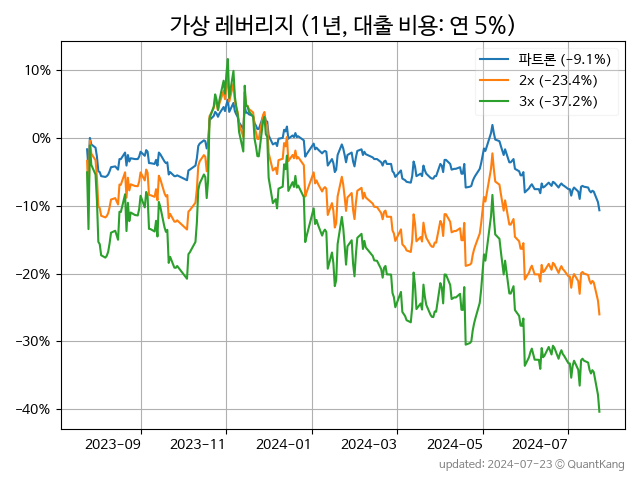 가상 레버리지 (1년, 대출 비용: 연 5%)
파트론 (−9.1%)
2x (−23.4%)
3x (−37.2%)
10%
0%
−10%
−20%
−30%
−40%
2023-09 2023-11 2024-01 2024-03 2024-05 2024-07
updated: 2024-07-23 © QuantKang